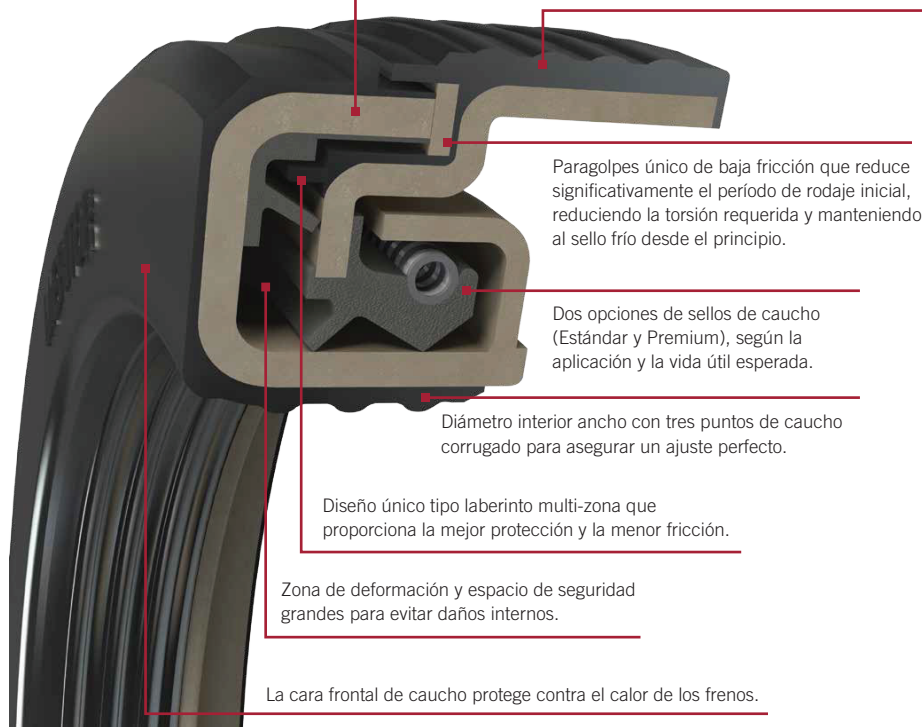 Paragolpes único de baja fricción que reduce
significativamente el período de rodaje inicial,
reduciendo la torsión requerida y manteniendo
al sello frío desde el principio.
Dos opciones de sellos de caucho
(Estándar y Premium), según la
aplicación y la vida útil esperada.
Diámetro interior ancho con tres puntos de caucho
corrugado para asegurar un ajuste perfecto.
Diseño único tipo laberinto multi-zona que
proporciona la mejor protección y la menor fricción.
Zona de deformación y espacio de seguridad
grandes para evitar daños internos.
La cara frontal de caucho protege contra el calor de los frenos.